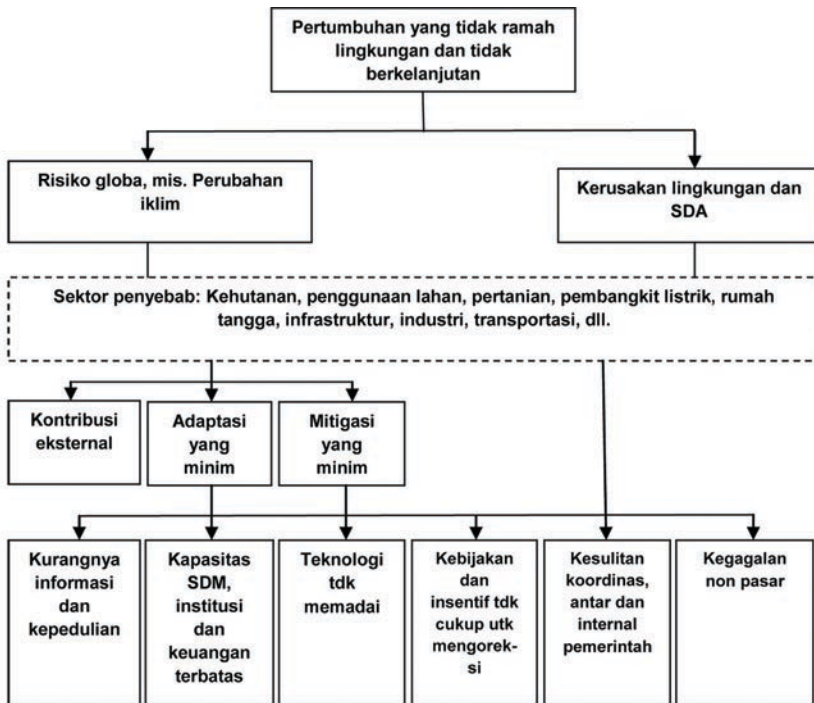 Pertumbuhan yang tidak ramah
lingkungan dan tidak
berkelanjutan
Risiko globa, mis. Perubahan
iklim
Kerusakan lingkungan dan
SDA
Sektor penyebab: Kehutanan, penggunaan lahan, pertanian, pembangkit listrik, rumah
tangga, infrastruktur, industri, transportasi, dll.
Kontribusi
eksternal
Adaptasi
yang
minim
Mitigasi
yang
minim
Kurangnya
informasi
dan
kepedulian
Kapasitas
SDM,
institusi
dan
keuangan
terbatas
Teknologi
tdk
memadai
Kebijakan
dan
insentif tdk
cukup utk
mengorek-
si
Kesulitan
koordinas,
antar dan
internal
pemerintah
Kegagalan
non pasar